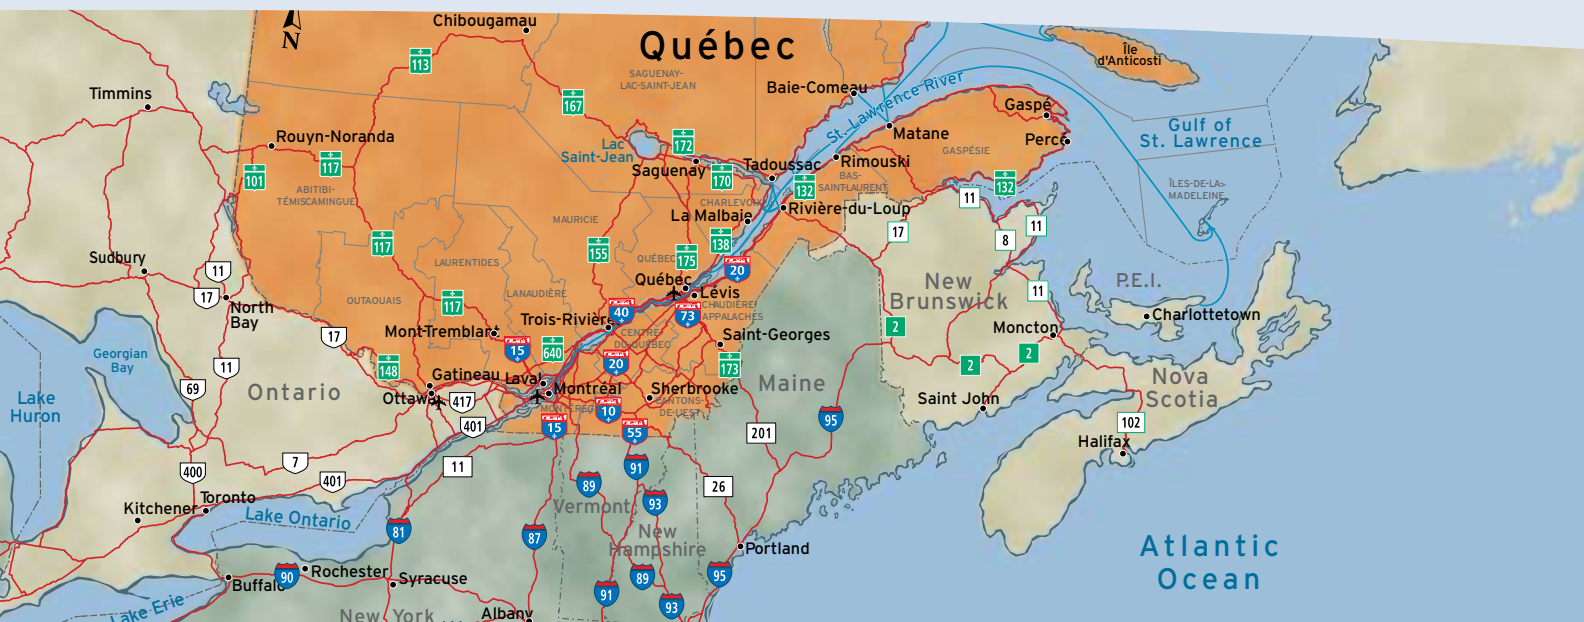 Chibougamau
Québec
N
Île
d'Anticosti
113
SAGUENAY–
LAC-SAINT-JEAN
St. Lawrence River
Baie-Comeau
Timmins
167
Gaspé
Gulf of
St. Lawrence
Rouyn-Noranda
Matane
Percé
Lac
Saint-Jean
172
GASPÉSIE
117
101
Saguenay
170
Tadoussac
Rimouski
BAS-
SAINT-LAURENT
132
132
ÎLES-DE-LA-
MADELEINE
ABITIBI-
TÉMISCAMINGUE
CHARLEVOIX
Rivière-du-Loup
11
MAURICIE
La Malbaie
17
11
8
117
155
138
175
QUÉBEC
Sudbury
11
LAURENTIDES
20
Québec
New
Brunswick
P.E.I.
17
North
Bay
OUTAOUAIS
LANAUDIÈRE
Lévis
11
117
40
73
CHAUDIÈRE
APPALACHES
Charlottetown
17
Mont-Tremblant
Trois-Rivière
CENTRE
DU-QUÉBEC
Saint-Georges
2
Moncton
Georgian
Bay
15
640
20
173
2
2
11
148
Gatineau
Laval
Montréal
Sherbrooke
Maine
Nova
Scotia
69
Ontario
Ottawa
417
MONTÉRÉG
10
CANTONS-
DE-L'EST
Saint John
Lake
Huron
401
15
55
201
95
102
Halifax
400
7
401
11
91
89
93
26
Toronto
Kitchener
Lake Ontario
Vermont
New
Hampshire
Atlantic
Ocean
81
87
Portland
Buffalo
90
Rochester
Syracuse
91
89
93
95
Lake Erie
New York
Albany